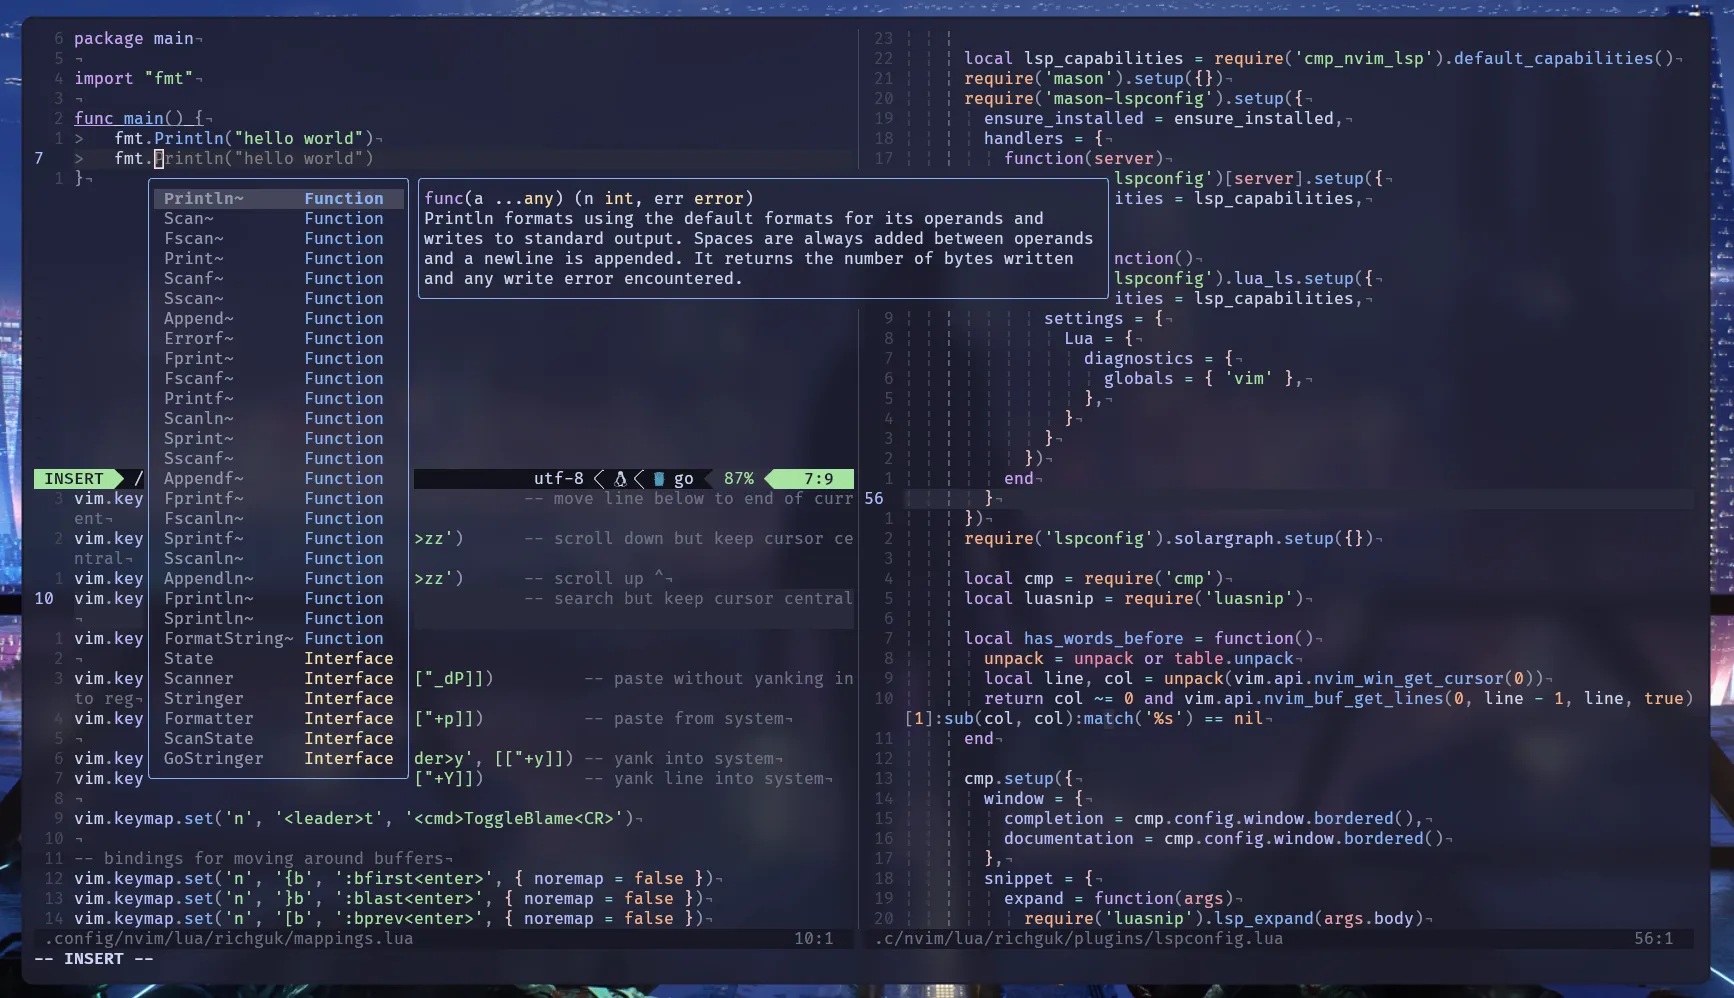 6 package main¬
5 ¬
4 import "fmt"¬
3 ¬
2 func main() {¬
1 >   fmt.Println("hello world")¬
7 >   fmt.Println("hello world")
1 }¬
Println~ Function
Scan~ Function
Fscan~ Function
Print~ Function
Scanf~ Function
Sscan~ Function
Append~ Function
Errorf~ Function
Fprint~ Function
Fscanf~ Function
Printf~ Function
Scanln~ Function
Sprint~ Function
Sscanf~ Function
Appendf~ Function
Fprintf~ Function
Fscanln~ Function
Sprintf~ Function
Sscanln~ Function
Appendln~ Function
Fprintln~ Function
Sprintln~ Function
FormatString~ Function
State Interface
Scanner Interface
Stringer Interface
Formatter Interface
ScanState Interface
GoStringer Interface
func(a ...any) (n int, err error)
Println formats using the default formats for its operands and
writes to standard output. Spaces are always added between operands
and a newline is appended. It returns the number of bytes written
and any write error encountered.
INSERT / utf-8 < < go 87% 7:9
3 vim.key -- move line below to end of curr
ent¬
2 vim.key >zz') -- scroll down but keep cursor ce
ntral¬
1 vim.key >zz') -- scroll up ^¬
10 vim.key -- search but keep cursor central
¬
1 vim.key
2 ¬
3 vim.key ["_dP]]) -- paste without yanking in
to reg¬
4 vim.key ["+p]]) -- paste from system¬
5 ¬
6 vim.key der>y', [["+y]]) -- yank into system¬
7 vim.key ["+Y]]) -- yank line into system¬
8 ¬
9 vim.keymap.set('n', '<leader>t', '<cmd>ToggleBlame<CR>')¬
10 ¬
11 -- bindings for moving around buffers¬
12 vim.keymap.set('n', '{b', ':bfirst<enter>', { noremap = false })¬
13 vim.keymap.set('n', '}b', ':blast<enter>', { noremap = false })¬
14 vim.keymap.set('n', '[b', ':bprev<enter>', { noremap = false })¬
.config/nvim/lua/richguk/mappings.lua 10:1
-- INSERT --
23
22 local lsp_capabilities = require('cmp_nvim_lsp').default_capabilities()¬
21 require('mason').setup({})¬
20 require('mason-lspconfig').setup({¬
19 ensure_installed = ensure_installed,¬
18 handlers = {¬
17 function(server)¬
lspconfig')[server].setup({¬
ities = lsp_capabilities,¬
nction()¬
lspconfig').lua_ls.setup({¬
ities = lsp_capabilities,¬
9 settings = {¬
8 Lua = {¬
7 diagnostics = {¬
6 globals = { 'vim' },¬
5 },¬
4 }¬
3 }¬
2 })¬
1 end¬
56 }¬
1 })¬
2 require('lspconfig').solargraph.setup({})¬
3
4 local cmp = require('cmp')¬
5 local luasnip = require('luasnip')¬
6
7 local has_words_before = function()¬
8 unpack = unpack or table.unpack¬
9 local line, col = unpack(vim.api.nvim_win_get_cursor(0))¬
10 return col ~= 0 and vim.api.nvim_buf_get_lines(0, line - 1, line, true)
[1]:sub(col, col):match('%s') == nil¬
11 end¬
12
13 cmp.setup({¬
14 window = {¬
15 completion = cmp.config.window.bordered(),¬
16 documentation = cmp.config.window.bordered()¬
17 },¬
18 snippet = {¬
19 expand = function(args)¬
20 require('luasnip').lsp_expand(args.body)¬
.c/nvim/lua/richguk/plugins/lspconfig.lua 56:1